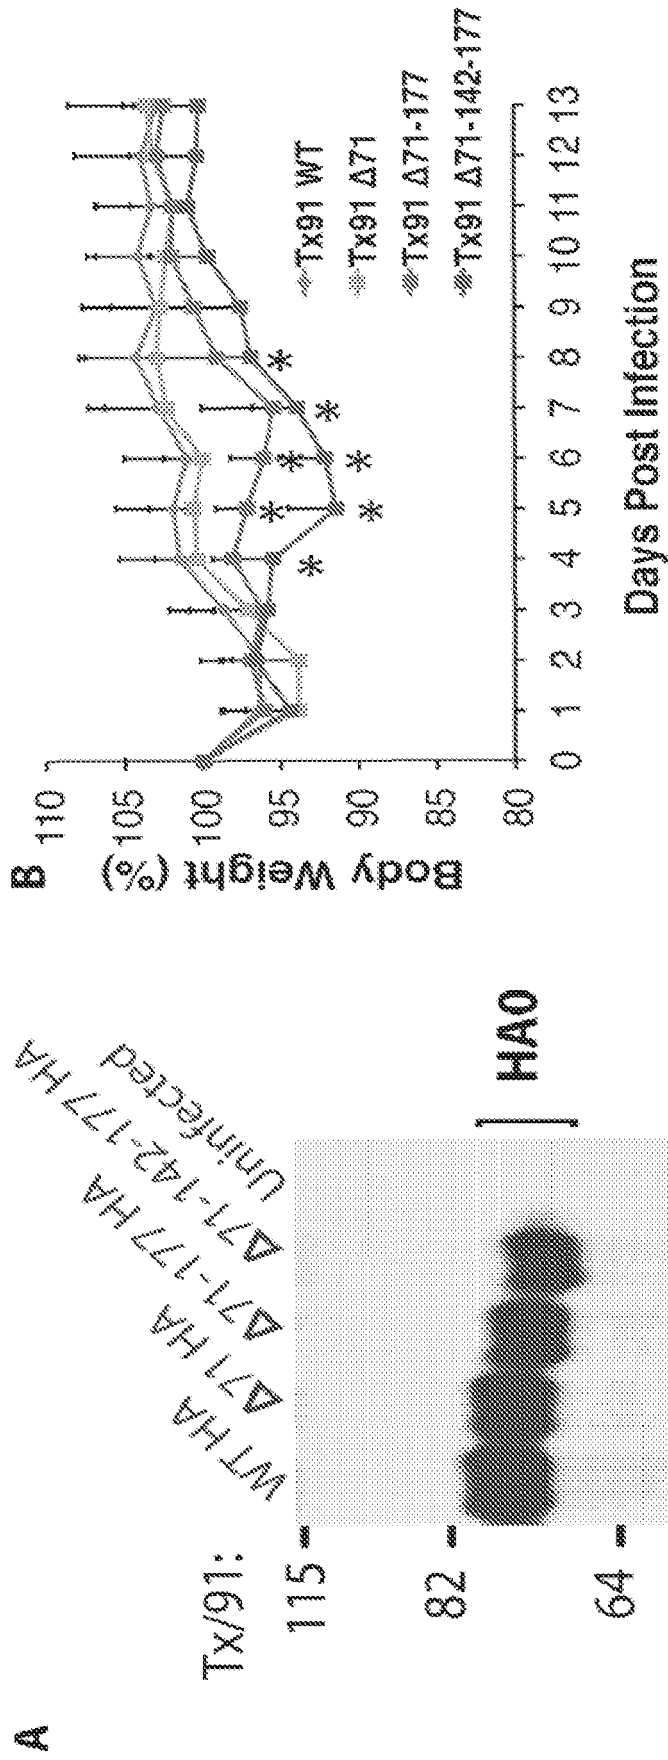 A
Tx/91:
WT HA
Δ71 HA
Δ71-177 HA
Δ71-142-177 HA
Uninfected
115
82
64
HA0
B
Body Weight (%)
110
105
100
95
90
85
80
* * * * * * *
Tx91 WT
Tx91 Δ71
Tx91 Δ71-177
Tx91 Δ71-142-177
0 1 2 3 4 5 6 7 8 9 10 11 12 13
Days Post Infection